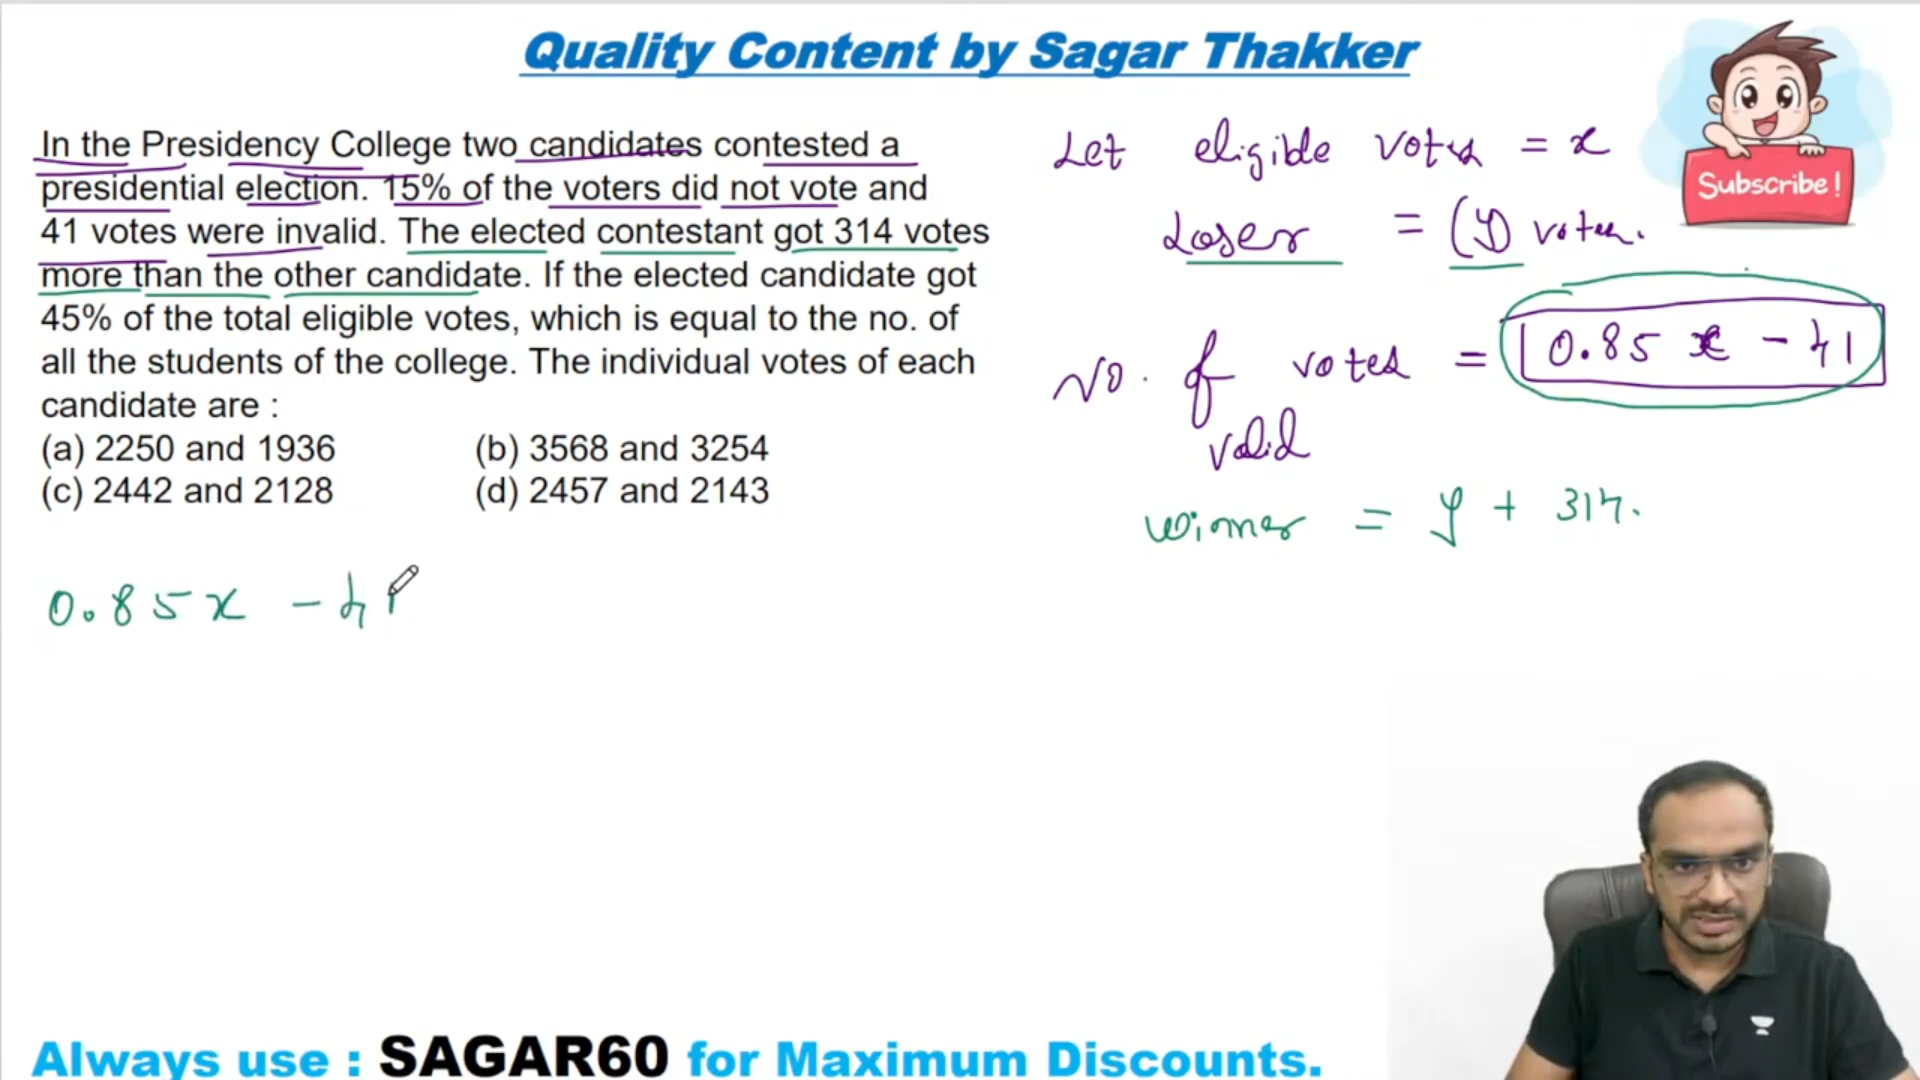 Quality Content by Sagar Thakker
In the Presidency College two candidates contested a
presidential election. 15% of the voters did not vote and
41 votes were invalid. The elected contestant got 314 votes
more than the other candidate. If the elected candidate got
45% of the total eligible votes, which is equal to the no. of
all the students of the college. The individual votes of each
candidate are :
(a) 2250 and 1936 (b) 3568 and 3254
(c) 2442 and 2128 (d) 2457 and 2143
0.85x - 41
Let eligible votes = x
Loser = (y) votes.
No. of votes = 0.85 x - 41
valid
winner = y + 314.
Subscribe!
Always use : SAGAR60 for Maximum Discounts.